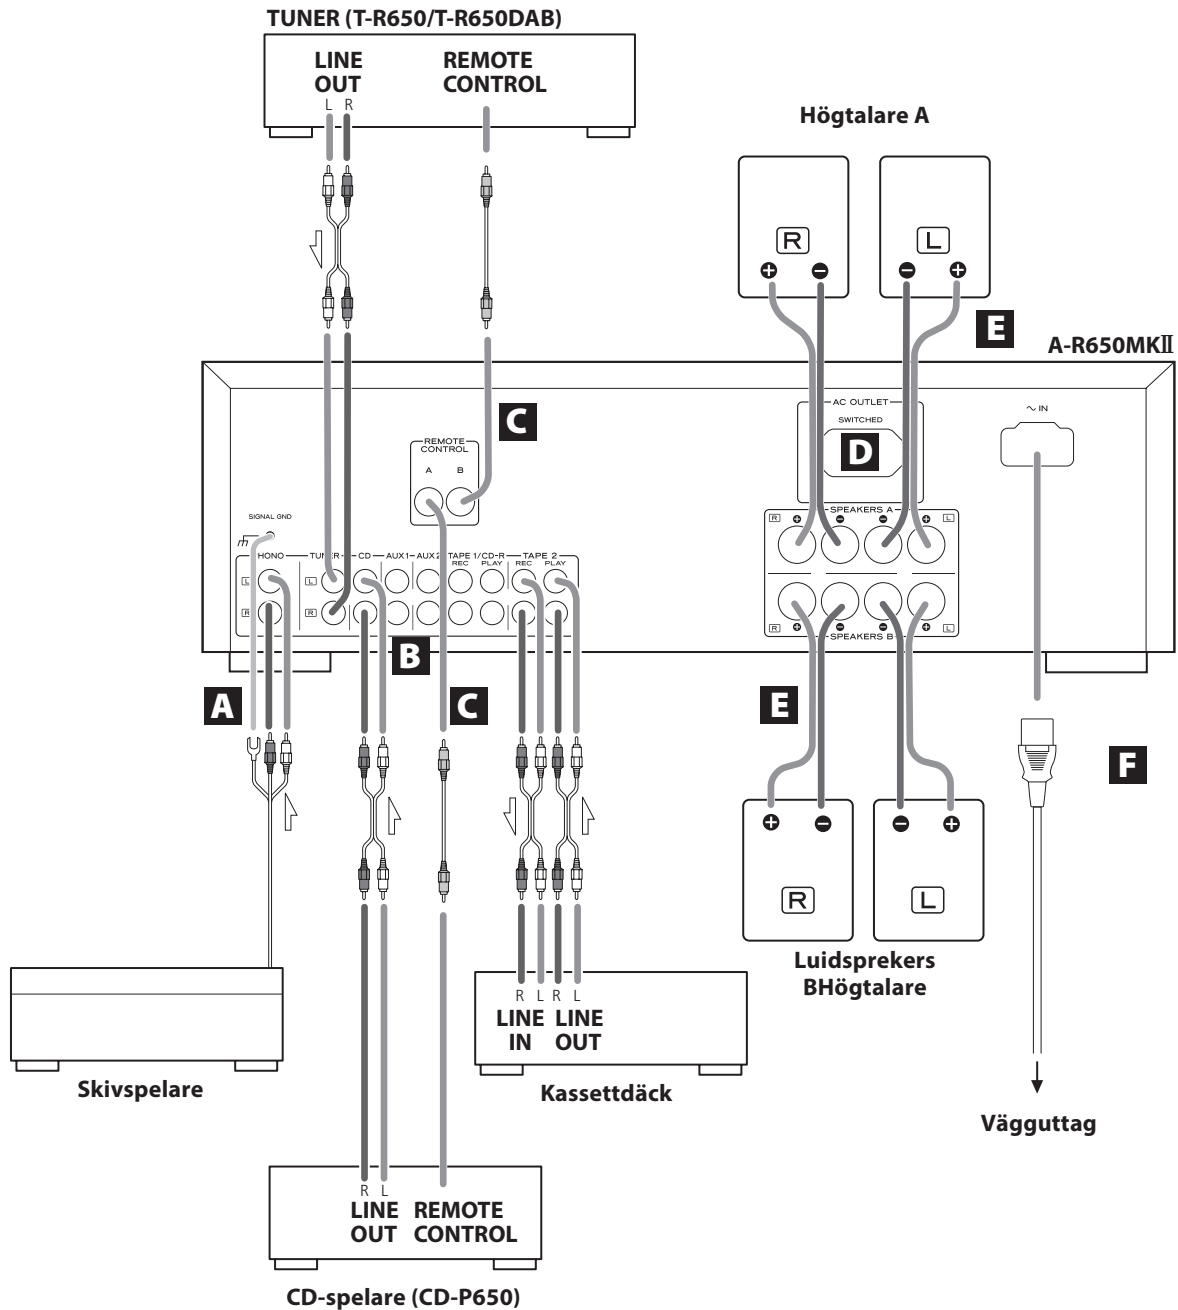 TUNER (T-R650/T-R650DAB)
LINE OUT
REMOTE CONTROL
L R
Högtalare A
R
L
E
A-R650MKⅡ
C
REMOTE CONTROL
A B
AC OUTLET
SWITCHED
D
∼ IN
SIGNAL GND
PHONO TUNER CD AUX1 AUX2 TAPE 1/CD-R TAPE 2
REC PLAY REC PLAY
L L
R R
SPEAKERS A
R + − − + L
R + − − + L
SPEAKERS B
B
A
C
E
F
R
L
Luidsprekers
BHögtalare
R L R L
LINE IN
LINE OUT
Skivspelare
Kassettdäck
Vägguttag
R L
LINE OUT
REMOTE CONTROL
CD-spelare (CD-P650)